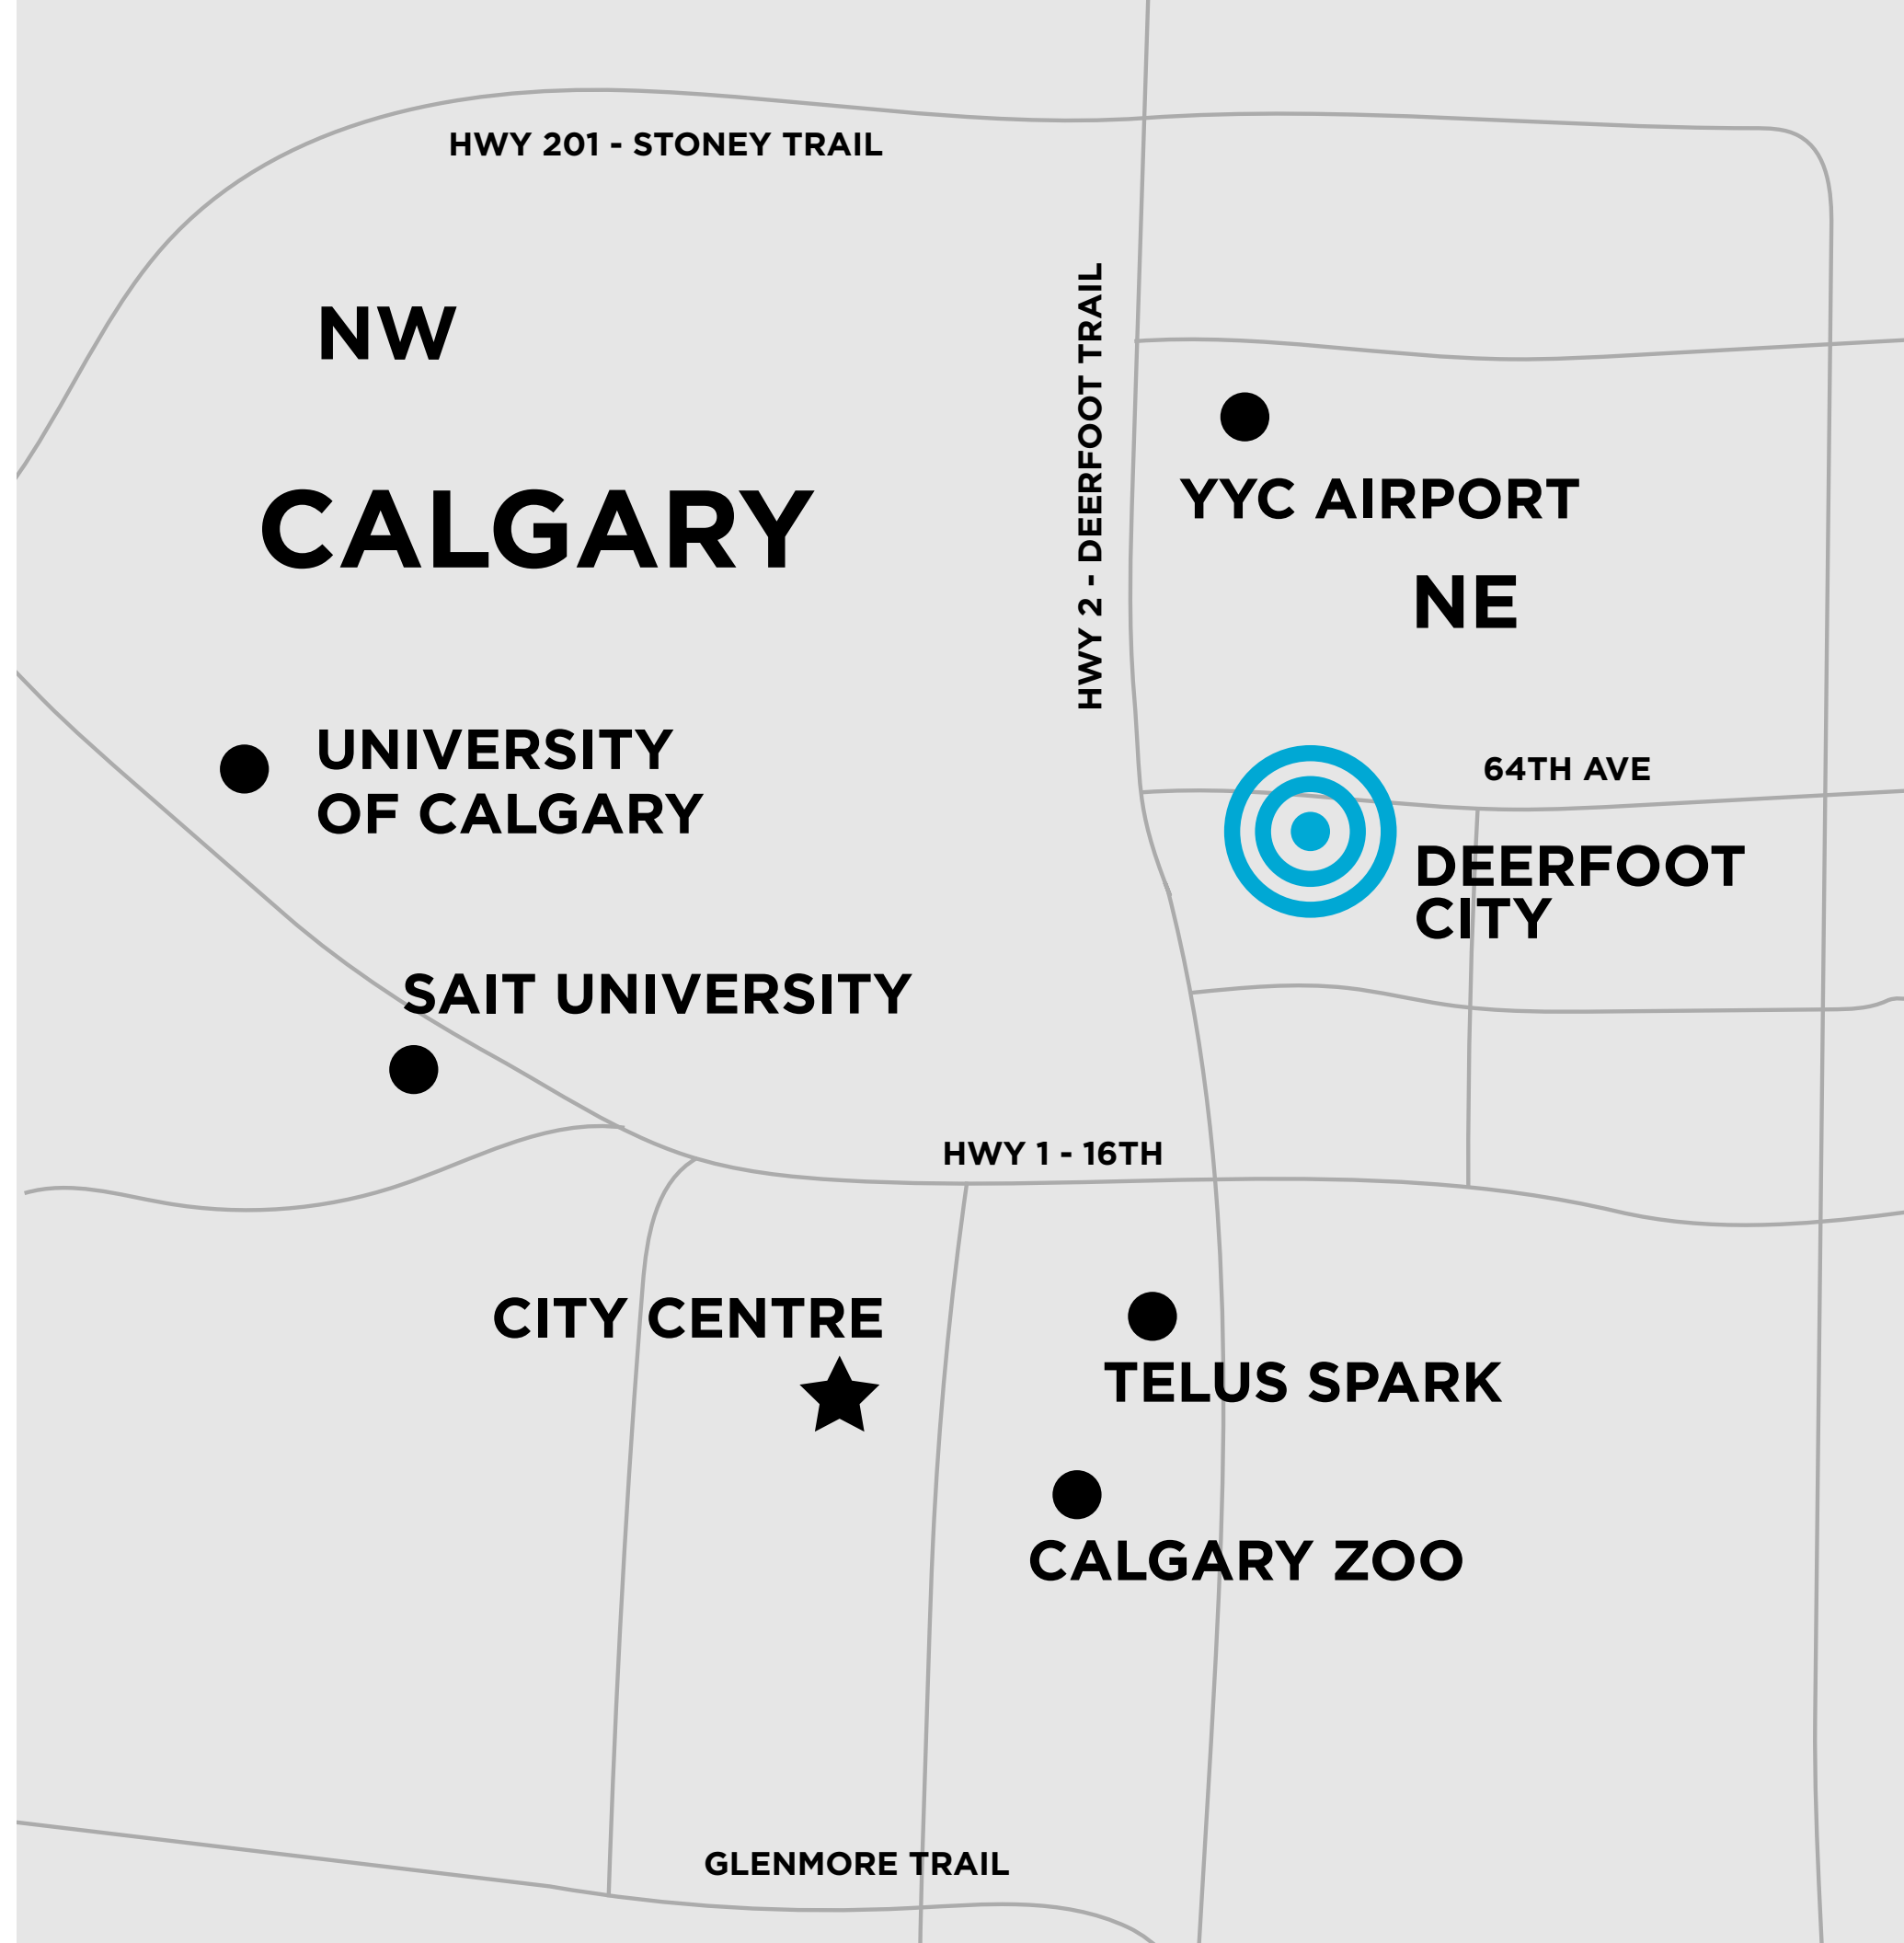 HWY 201 - STONEY TRAIL
HWY 2 - DEERFOOT TRAIL
NW
CALGARY
YYC AIRPORT
NE
UNIVERSITY
OF CALGARY
64TH AVE
DEERFOOT
CITY
SAIT UNIVERSITY
HWY 1 - 16TH
CITY CENTRE
TELUS SPARK
CALGARY ZOO
GLENMORE TRAIL